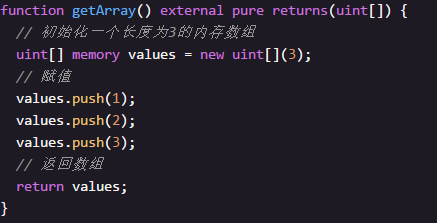 function getArray() external pure returns(uint[]) {
// 初始化一个长度为3的内存数组
uint[] memory values = new uint[](3);
// 赋值
values.push(1);
values.push(2);
values.push(3);
// 返回数组
return values;
}